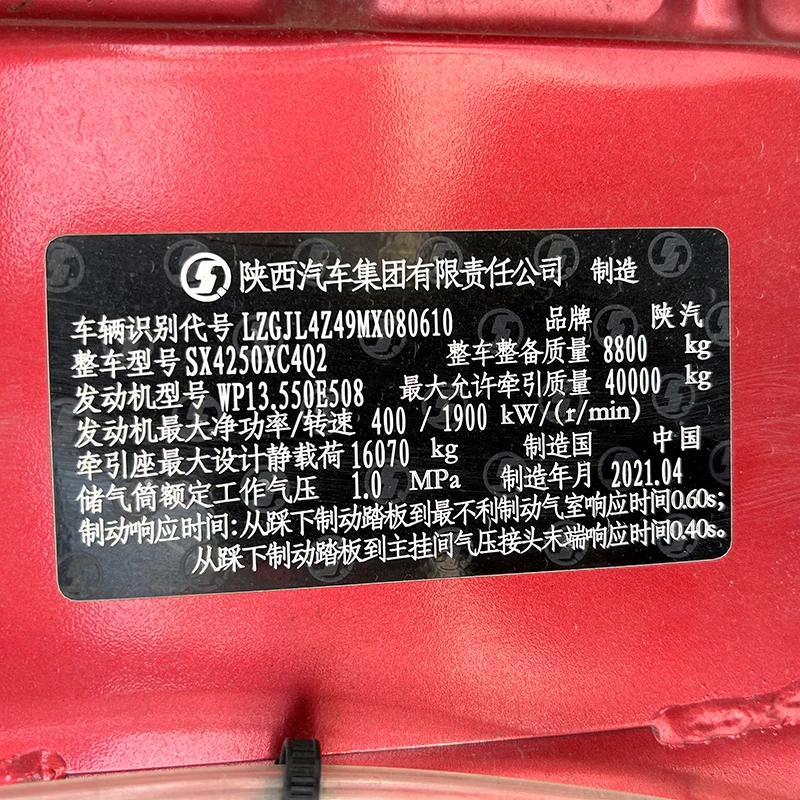 陕西汽车集团有限责任公司 制造
车辆识别代号 LZGJL4Z49MX080610 品牌 陕汽
整车型号 SX4250XC4Q2 整车整备质量 8800 kg
发动机型号 WP13.550E508 最大允许牵引质量 40000 kg
发动机最大净功率/转速 400 / 1900 kW/(r/min)
牵引座最大设计静载荷 16070 kg 制造国 中国
储气筒额定工作气压 1.0 MPa 制造年月 2021.04
制动响应时间:从踩下制动踏板到最不利制动气室响应时间0.60s;
从踩下制动踏板到主挂间气压接头末端响应时间0.40s。